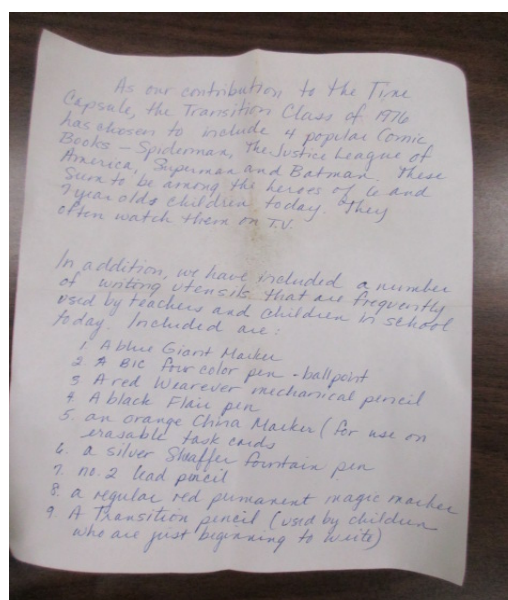 As our contribution to the Time
Capsule, the Transition Class of 1976
has chosen to include 4 popular Comic
Books – Spiderman, The Justice League of
America, Superman and Batman. These
seem to be among the heroes of 6 and
7 year olds children today. They
often watch them on T.V.
In addition, we have included a number
of writing utensils that are frequently
used by teachers and children in school
today. Included are:
1. A blue Giant Marker
2. A BIC four color pen - ballpoint
3. A red Wearever mechanical pencil
4. A black Flair pen
5. an orange China Marker (for use on
erasable task cards
6. a silver Sheaffer fountain pen
7. no. 2 lead pencil
8. a regular red permanent magic marker
9. A Transition pencil (used by children
who are just beginning to write)